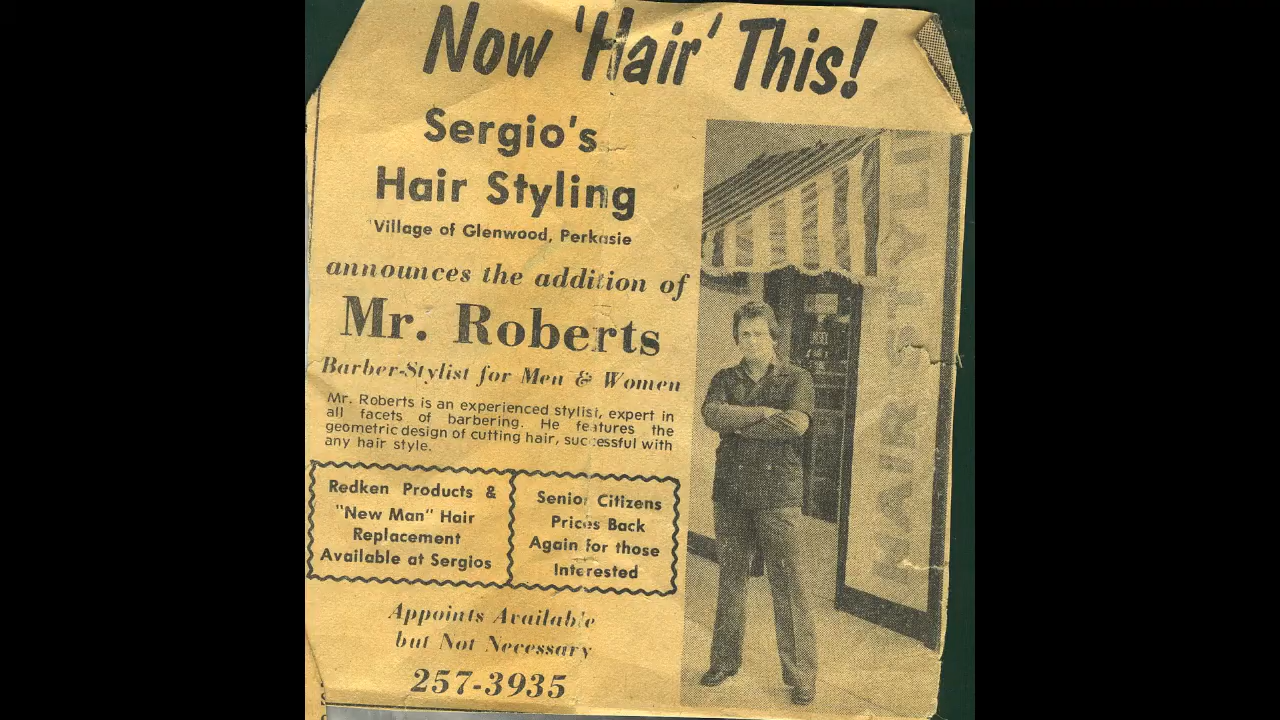 Now 'Hair' This!
Sergio's
Hair Styling
Village of Glenwood, Perkasie
announces the addition of
Mr. Roberts
Barber-Stylist for Men & Women
Mr. Roberts is an experienced stylist, expert in
all facets of barbering. He features the
geometric design of cutting hair, successful with
any hair style.
Redken Products &
"New Man" Hair
Replacement
Available at Sergios
Senior Citizens
Prices Back
Again for those
Interested
Appoints Available
but Not Necessary
257-3935
HAIR STYLI